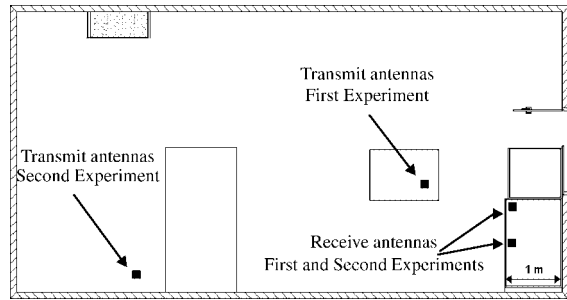 Transmit antennas
First Experiment
Transmit antennas
Second Experiment
Receive antennas
First and Second Experiments
1 m